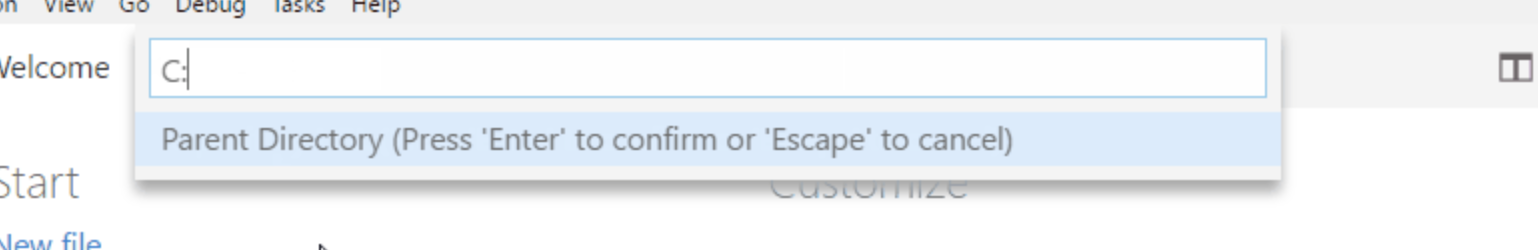 on View Go Debug Tasks Help
Welcome
C:
Parent Directory (Press 'Enter' to confirm or 'Escape' to cancel)
Start
Customize
New file